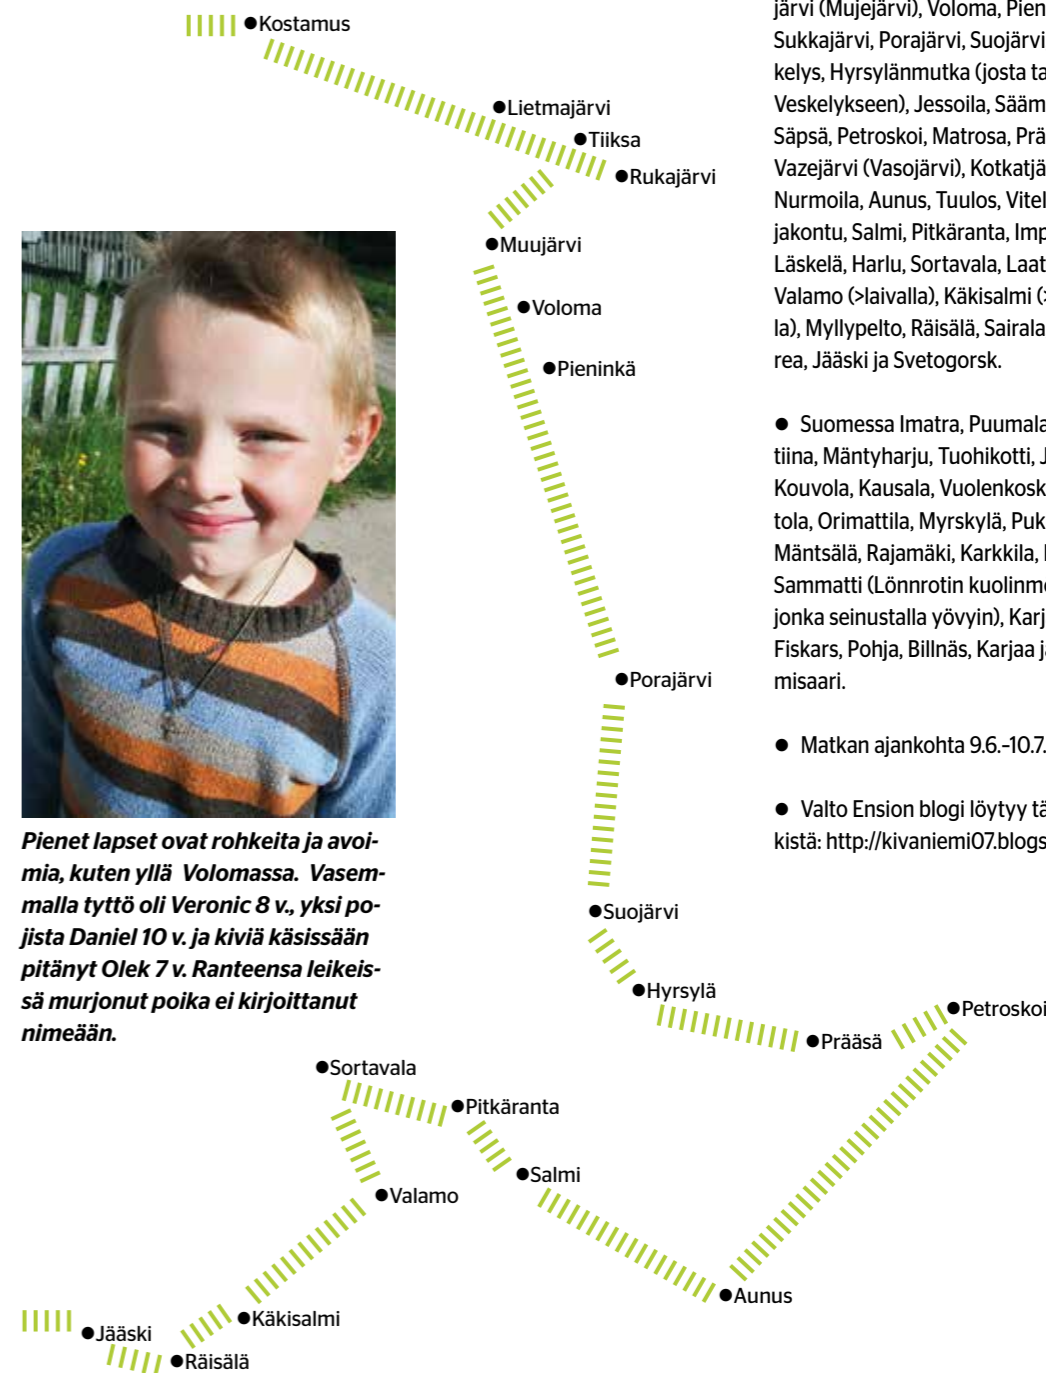 Kostamus
Lietmajärvi
Tiiksa
Rukajärvi
Muujärvi
Voloma
Pieninkä
Porajärvi
Suojärvi
Hyrsylä
Prääsä
Petroskoi
Sortavala
Pitkäranta
Salmi
Valamo
Aunus
Käkisalmi
Jääski
Räisälä
Pienet lapset ovat rohkeita ja avoi-
mia, kuten yllä Volomassa. Vasem-
malla tyttö oli Veronic 8 v., yksi po-
jista Daniel 10 v. ja kiviä käsissään
pitänyt Olek 7 v. Ranteensa leikeis-
sä murjonut poika ei kirjoittanut
nimeään.
järvi (Mujejärvi), Voloma, Pien
Sukkajärvi, Porajärvi, Suojärvi
kelys, Hyrsylänmutka (josta ta
Veskelykseen), Jessoila, Sääm
Säpsä, Petroskoi, Matrosa, Prä
Vazejärvi (Vasojärvi), Kotkatjä
Nurmoila, Aunus, Tuulos, Vitel
jakontu, Salmi, Pitkäranta, Imp
Läskelä, Harlu, Sortavala, Laat
Valamo (>laivalla), Käkisalmi (>
la), Myllypelto, Räisälä, Sairala
rea, Jääski ja Svetogorsk.
● Suomessa Imatra, Puumala
tiina, Mäntyharju, Tuohikotti, J
Kouvola, Kausala, Vuolenkosk
tola, Orimattila, Myrskylä, Puk
Mäntsälä, Rajamäki, Karkkila,
Sammatti (Lönnrotin kuolinmö
jonka seinustalla yövyin), Karj
Fiskars, Pohja, Billnäs, Karjaa ja
misaari.
● Matkan ajankohta 9.6.-10.7.
● Valto Ension blogi löytyy tä
kistä: http://kivaniemi07.blogs